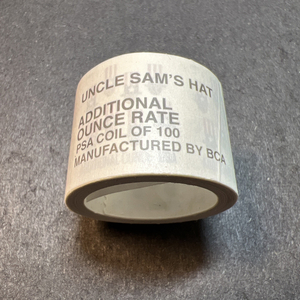 UNCLE SAM'S HAT
ADDITIONAL
OUNCE RATE
PSA COIL OF 100
MANUFACTURED BY BCA